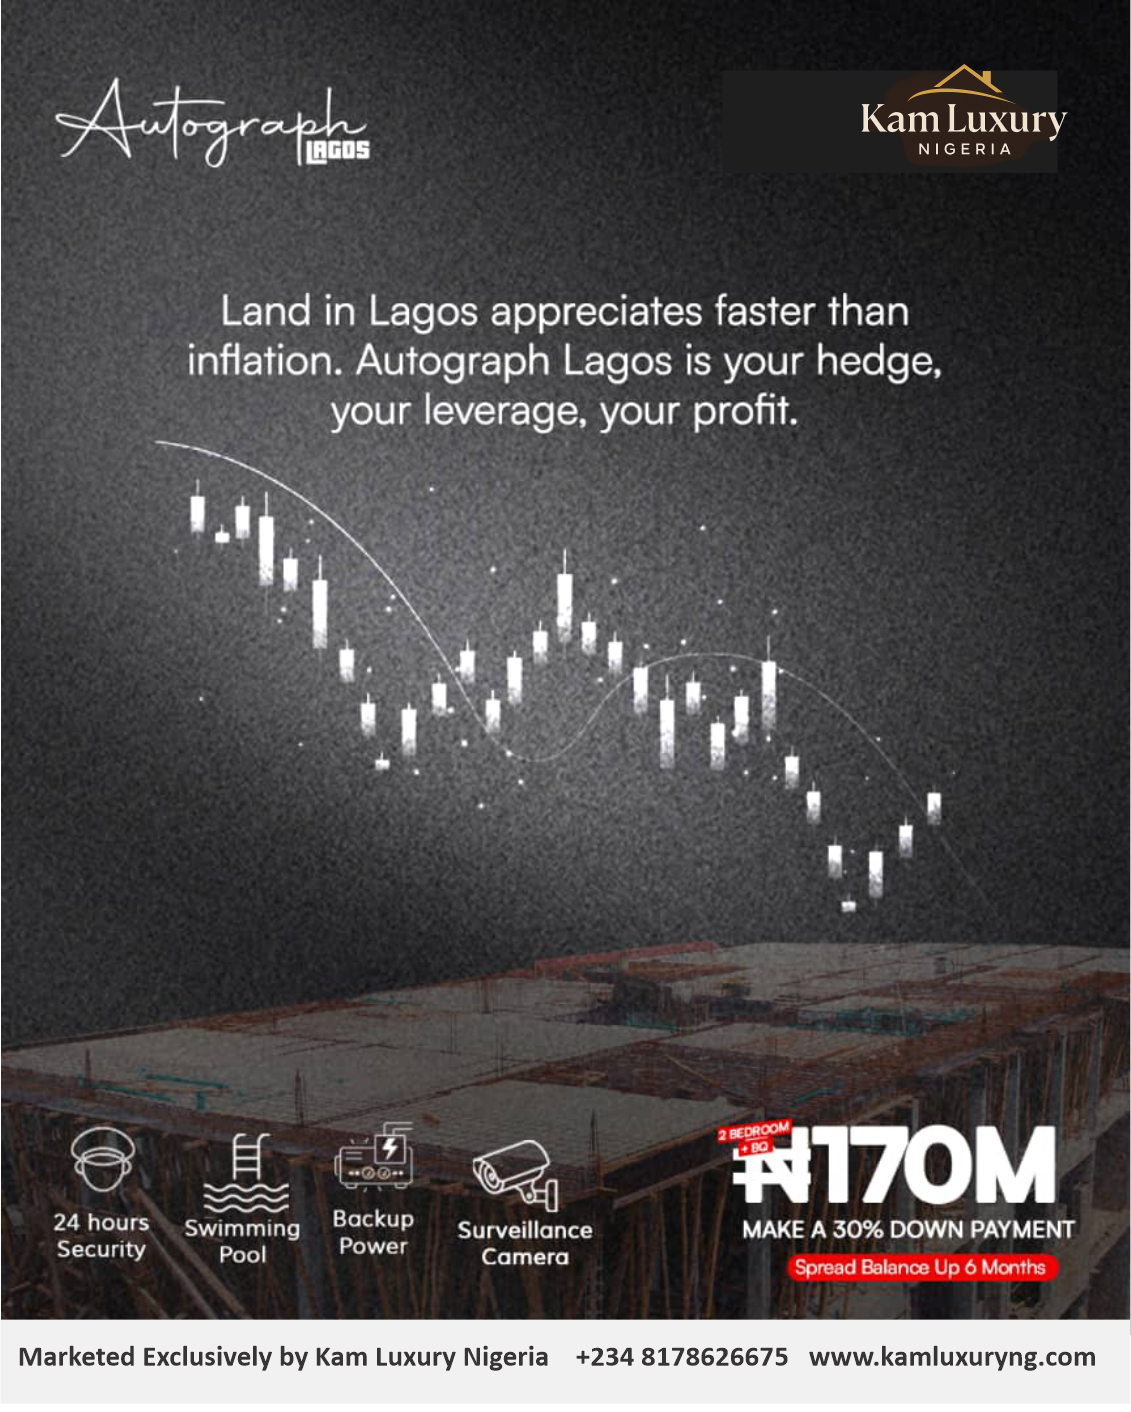 Autograph
LAGOS
Kam Luxury
NIGERIA
Land in Lagos appreciates faster than
inflation. Autograph Lagos is your hedge,
your leverage, your profit.
24 hours
Security
Swimming
Pool
Backup
Power
Surveillance
Camera
2 BEDROOM
+ BQ
₦170M
MAKE A 30% DOWN PAYMENT
Spread Balance Up 6 Months
Marketed Exclusively by Kam Luxury Nigeria +234 8178626675 www.kamluxuryng.com